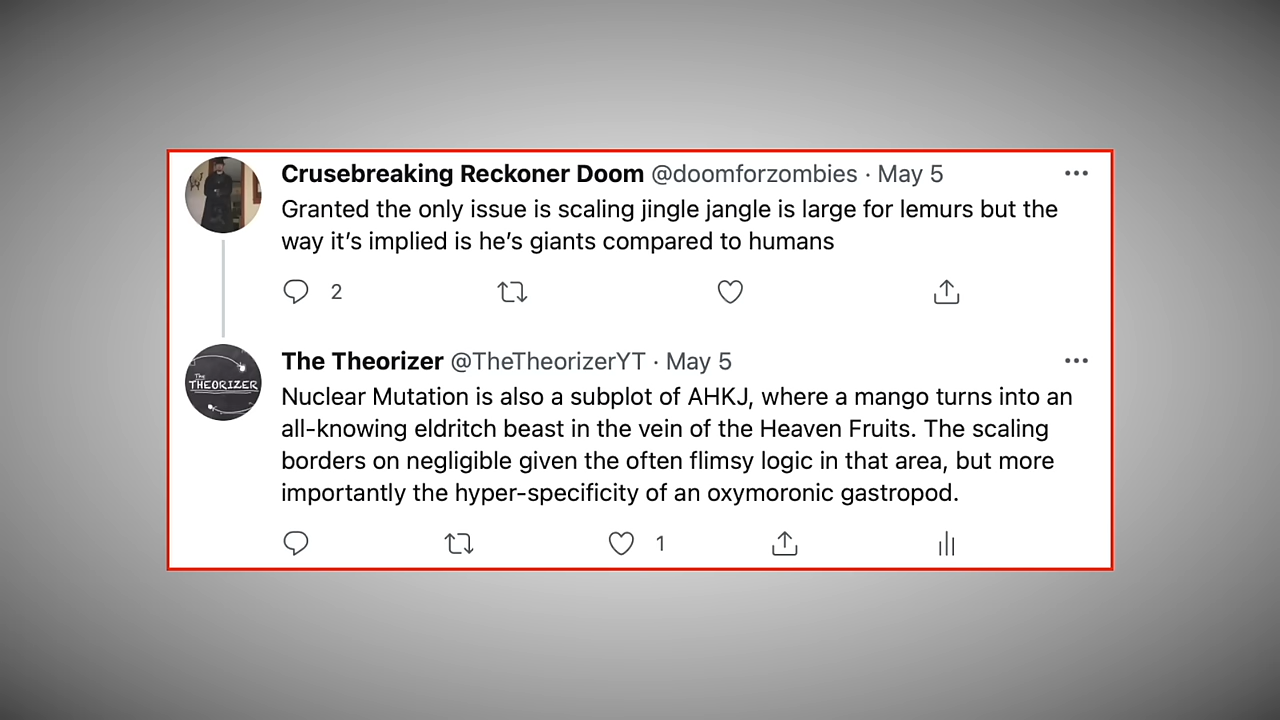 Crusebreaking Reckoner Doom @doomforzombies · May 5
Granted the only issue is scaling jingle jangle is large for lemurs but the
way it’s implied is he’s giants compared to humans
2
The THEORIZER
The Theorizer @TheTheorizerYT · May 5
Nuclear Mutation is also a subplot of AHKJ, where a mango turns into an
all-knowing eldritch beast in the vein of the Heaven Fruits. The scaling
borders on negligible given the often flimsy logic in that area, but more
importantly the hyper-specificity of an oxymoronic gastropod.
1